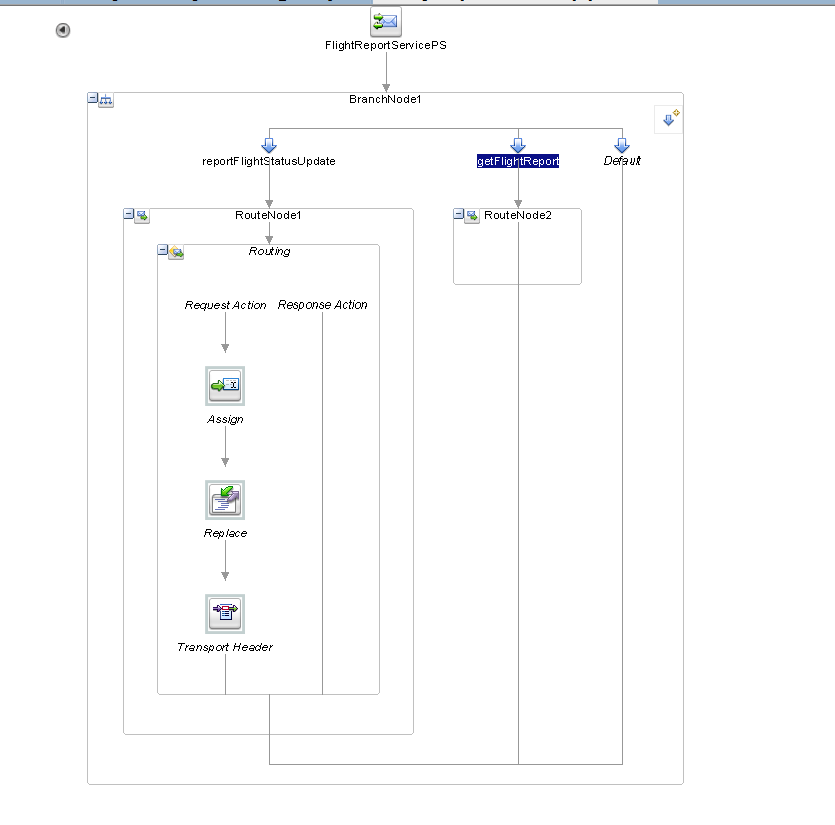 FlightReportServicePS
BranchNode1
reportFlightStatusUpdate
getFlightReport
Default
RouteNode1
RouteNode2
Routing
Request Action
Response Action
Assign
Replace
Transport Header